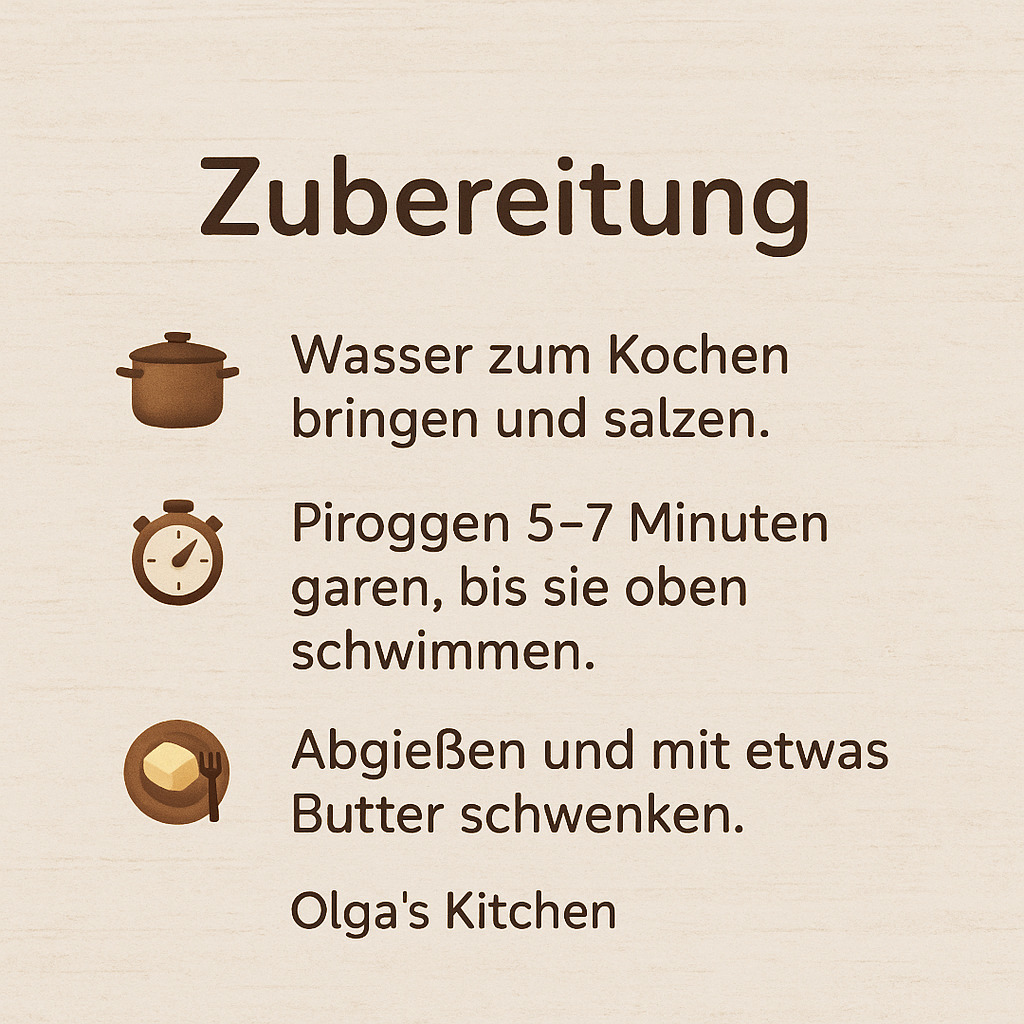 Zubereitung
Wasser zum Kochen
bringen und salzen.
Piroggen 5–7 Minuten
garen, bis sie oben
schwimmen.
Abgießen und mit etwas
Butter schwenken.
Olga's Kitchen